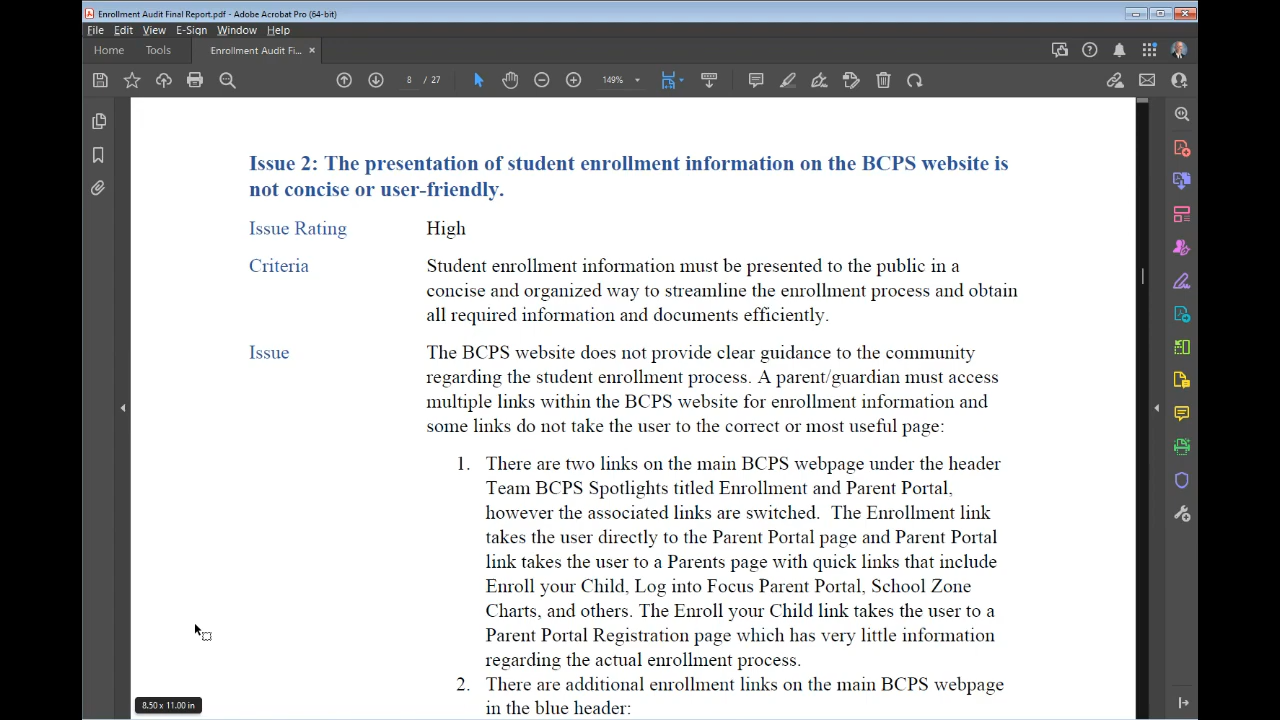 Enrollment Audit Final Report.pdf - Adobe Acrobat Pro (64-bit)
File Edit View E-Sign Window Help
Home Tools Enrollment Audit Fi... ×
8 / 27 149%
Issue 2: The presentation of student enrollment information on the BCPS website is
not concise or user-friendly.
Issue Rating High
Criteria Student enrollment information must be presented to the public in a
concise and organized way to streamline the enrollment process and obtain
all required information and documents efficiently.
Issue The BCPS website does not provide clear guidance to the community
regarding the student enrollment process. A parent/guardian must access
multiple links within the BCPS website for enrollment information and
some links do not take the user to the correct or most useful page:
1. There are two links on the main BCPS webpage under the header
Team BCPS Spotlights titled Enrollment and Parent Portal,
however the associated links are switched. The Enrollment link
takes the user directly to the Parent Portal page and Parent Portal
link takes the user to a Parents page with quick links that include
Enroll your Child, Log into Focus Parent Portal, School Zone
Charts, and others. The Enroll your Child link takes the user to a
Parent Portal Registration page which has very little information
regarding the actual enrollment process.
2. There are additional enrollment links on the main BCPS webpage
in the blue header:
8.50 x 11.00 in